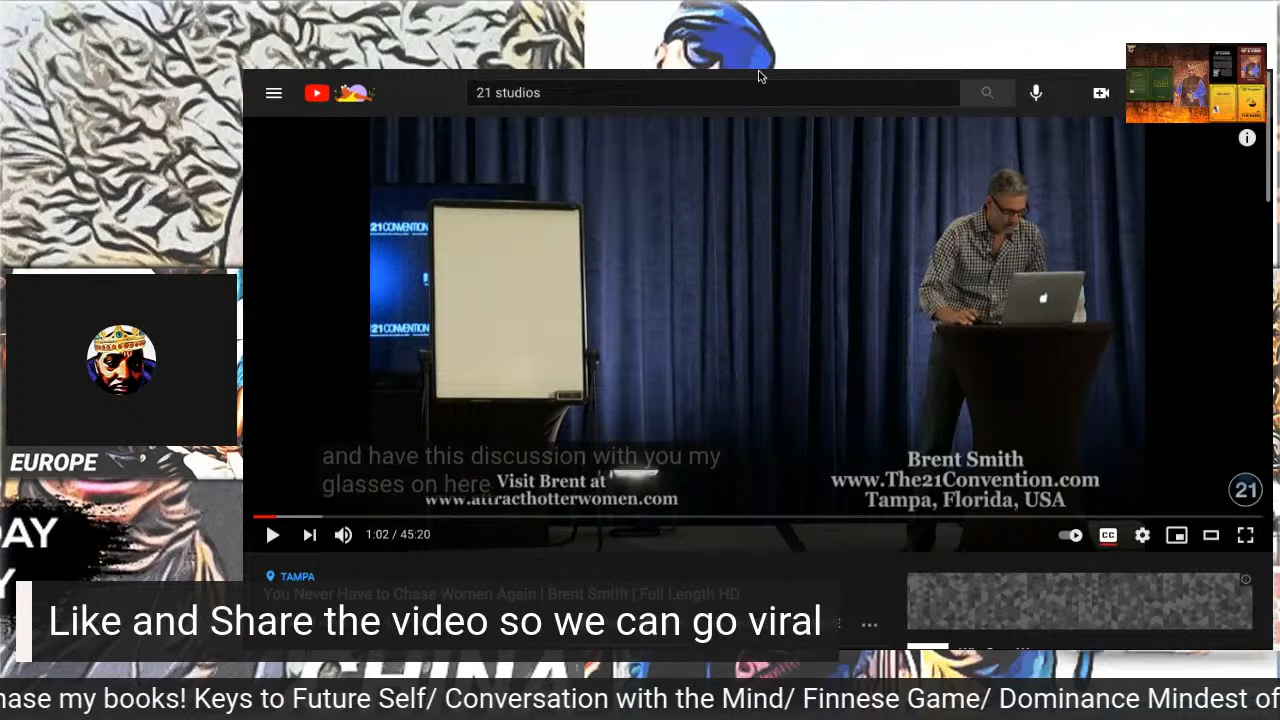 21 studios
21 CONVENTION
21 CONVENTION
and have this discussion with you my
glasses on here
Visit Brent at
www.attracthotterwomen.com
Brent Smith
www.The21Convention.com
Tampa, Florida, USA
21
1:02 / 45:20
CC
TAMPA
You Never Have to Chase Women Again | Brent Smith | Full Length HD
EUROPE
AY
Y
Like and Share the video so we can go viral
CHINA
hase my books! Keys to Future Self/ Conversation with the Mind/ Finnese Game/ Dominance Mindest of